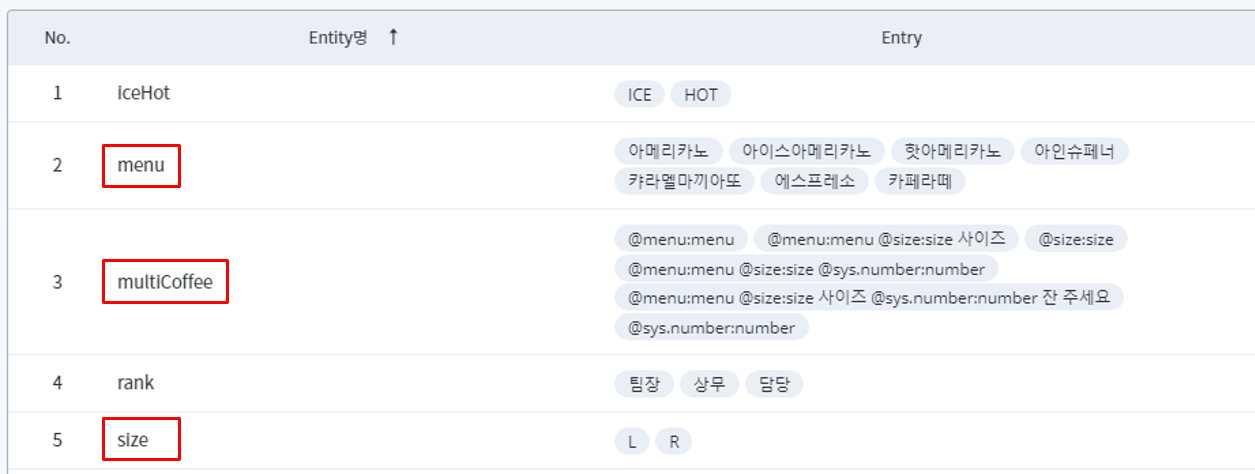 No. Entity명 ↑ Entry
1 iceHot ICE HOT
2 menu 아메리카노 아이스아메리카노 핫아메리카노 아인슈페너
캬라멜마끼아또 에스프레소 카페라떼
3 multiCoffee @menu:menu @menu:menu @size:size 사이즈 @size:size
@menu:menu @size:size @sys.number:number
@menu:menu @size:size 사이즈 @sys.number:number 잔 주세요
@sys.number:number
4 rank 팀장 상무 담당
5 size L R